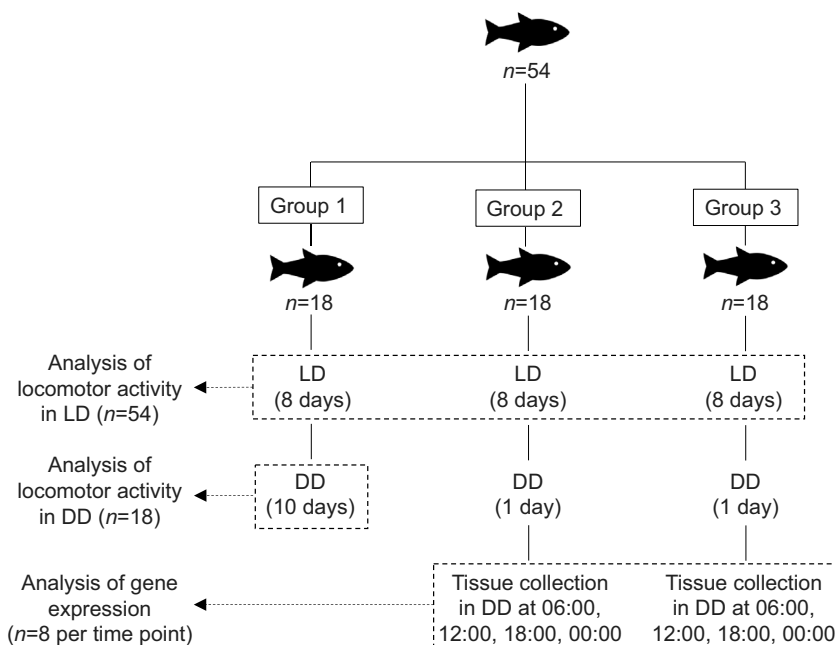 n=54
Group 1
Group 2
Group 3
n=18
n=18
n=18
Analysis of
locomotor activity
in LD (n=54)
LD
(8 days)
LD
(8 days)
LD
(8 days)
Analysis of
locomotor activity
in DD (n=18)
DD
(10 days)
DD
(1 day)
DD
(1 day)
Analysis of gene
expression
(n=8 per time point)
Tissue collection
in DD at 06:00,
12:00, 18:00, 00:00
Tissue collection
in DD at 06:00,
12:00, 18:00, 00:00